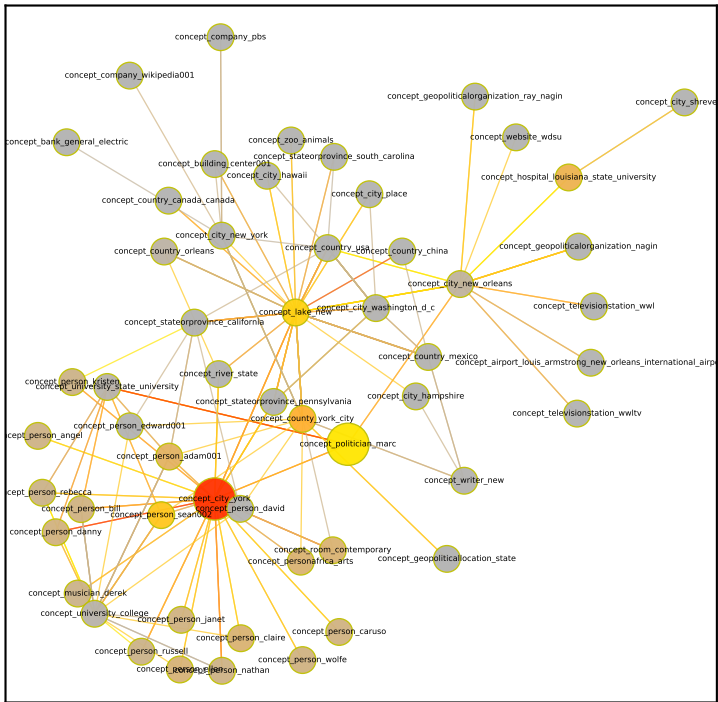 concept_company_pbs
concept_company_wikipedia001
concept_geopoliticalorganization_ray_nagin
concept_city_shreve
concept_bank_general_electric
concept_zoo_animals
concept_website_wdsu
concept_stateorprovince_south_carolina
concept_building_center001
concept_city_hawaii
concept_hospital_louisiana_state_university
concept_city_place
concept_country_canada_canada
concept_city_new_york
concept_country_orleans
concept_country_usa
concept_country_china
concept_geopoliticalorganization_nagin
concept_city_new_orleans
concept_lake_new
concept_city_washington_d_c
concept_televisionstation_wwl
concept_stateorprovince_california
concept_country_mexico
concept_airport_louis_armstrong_new_orleans_international_airpo
concept_person_kristen
concept_university_state_university
concept_river_state
concept_stateorprovince_pennsylvania
concept_city_hampshire
concept_televisionstation_wwltv
concept_county_york_city
concept_person_edward001
concept_person_angel
concept_politician_marc
concept_person_adam001
concept_writer_new
concept_person_rebecca
concept_city_york
concept_person_bill
concept_person_david
concept_person_sean002
concept_person_danny
concept_room_contemporary
concept_personafrica_arts
concept_geopoliticallocation_state
concept_musician_derek
concept_university_college
concept_person_janet
concept_person_caruso
concept_person_claire
concept_person_russell
concept_person_wolfe
concept_person_ellen
concept_person_nathan